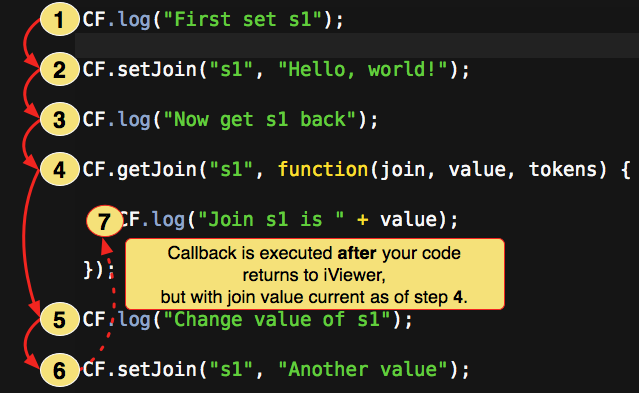 1 CF.log("First set s1");
2 CF.setJoin("s1", "Hello, world!");
3 CF.log("Now get s1 back");
4 CF.getJoin("s1", function(join, value, tokens) {
7 CF.log("Join s1 is " + value);
Callback is executed after your code
returns to iViewer,
but with join value current as of step 4.
});
5 CF.log("Change value of s1");
6 CF.setJoin("s1", "Another value");